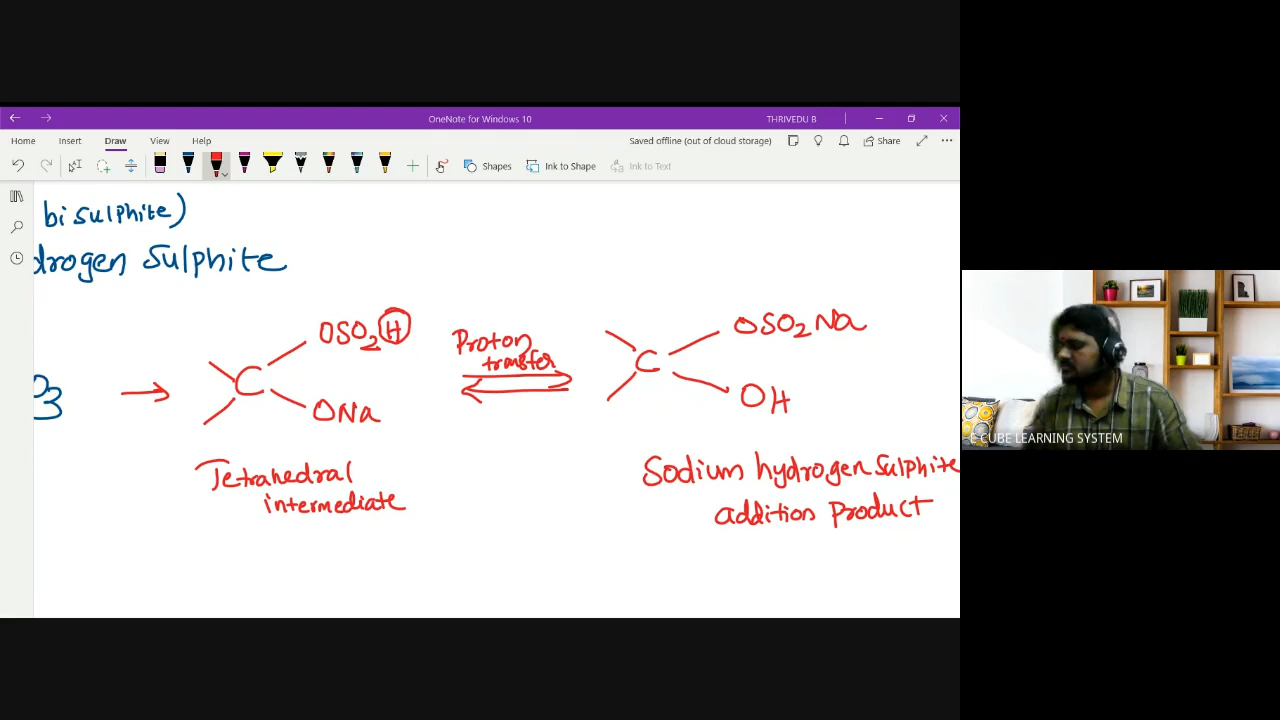 OneNote for Windows 10
THRIVEDU B
Home Insert Draw View Help
Saved offline (out of cloud storage)
Share
Shapes
Ink to Shape
Ink to Text
bi sulphite)
drogen Sulphite
OSO2H
C
ONa
3
Proton
transfer
OSO2Na
C
OH
Tetrahedral
intermediate
Sodium hydrogen sulphite
addition Product
E CUBE LEARNING SYSTEM